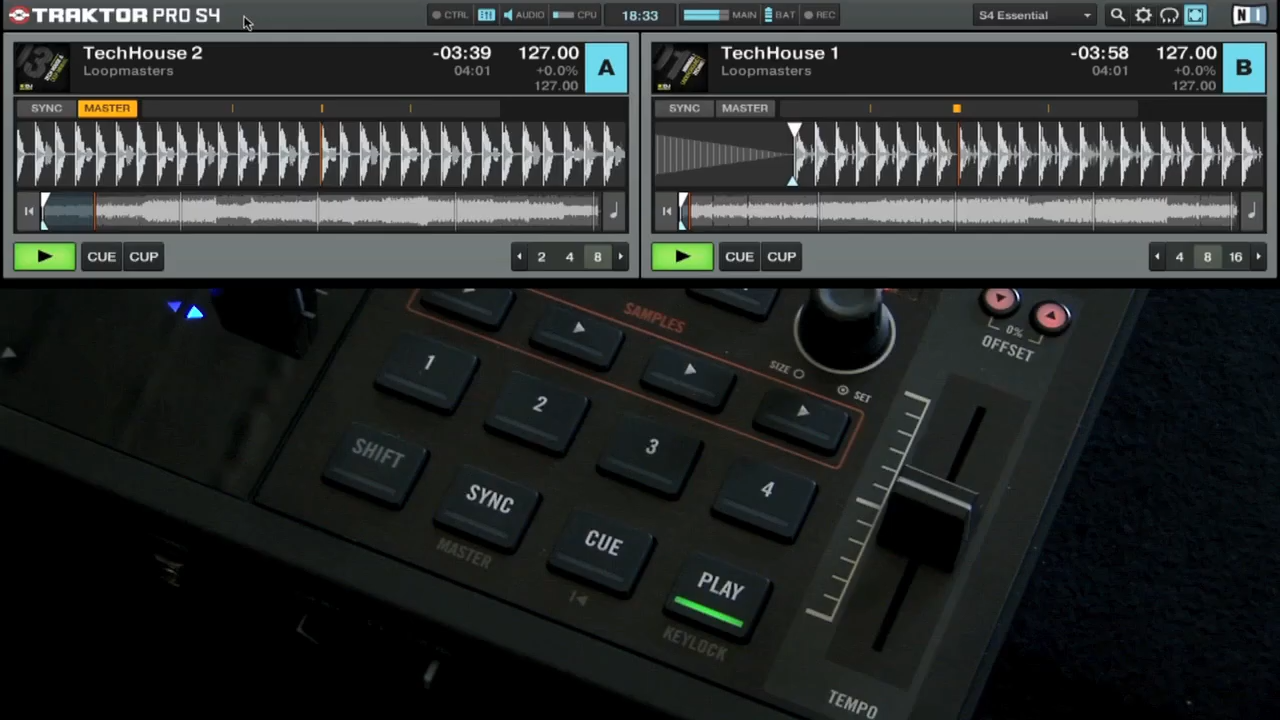 TRAKTOR PRO S4
CTRL
AUDIO
CPU
18:33
MAIN
BAT
REC
S4 Essential
NI
TechHouse 2
-03:39
127.00
A
Loopmasters
04:01
+0.0%
127.00
SYNC
MASTER
CUE
CUP
2 4 8
TechHouse 1
-03:58
127.00
B
Loopmasters
04:01
+0.0%
127.00
SYNC
MASTER
CUE
CUP
4 8 16
SAMPLES
0%
OFFSET
SIZE
SET
1
2
3
4
SHIFT
SYNC
MASTER
CUE
PLAY
KEYLOCK
TEMPO